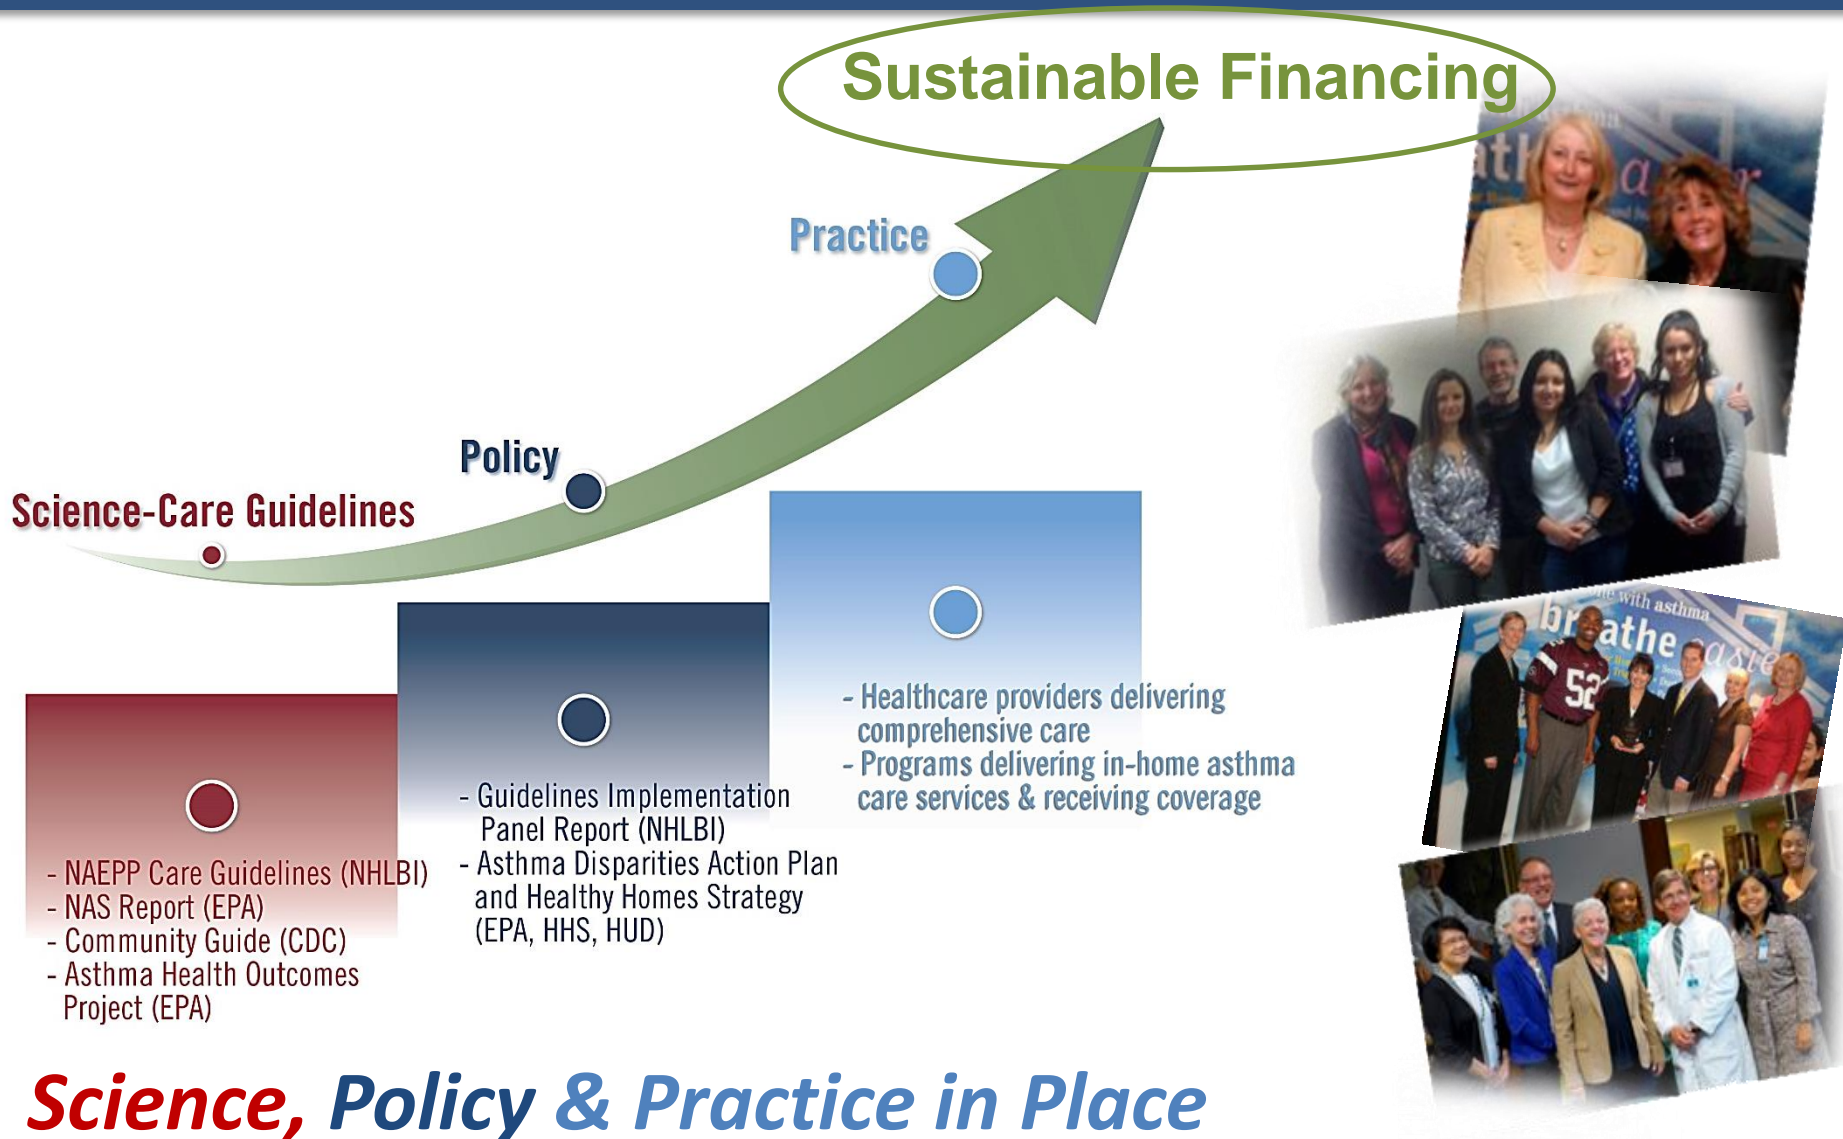 Sustainable Financing
Practice
Policy
Science-Care Guidelines
- NAEPP Care Guidelines (NHLBI)
- NAS Report (EPA)
- Community Guide (CDC)
- Asthma Health Outcomes
Project (EPA)
- Guidelines Implementation
Panel Report (NHLBI)
- Asthma Disparities Action Plan
and Healthy Homes Strategy
(EPA, HHS, HUD)
- Healthcare providers delivering
comprehensive care
- Programs delivering in-home asthma
care services & receiving coverage
with asthma
52
Science, Policy & Practice in Place